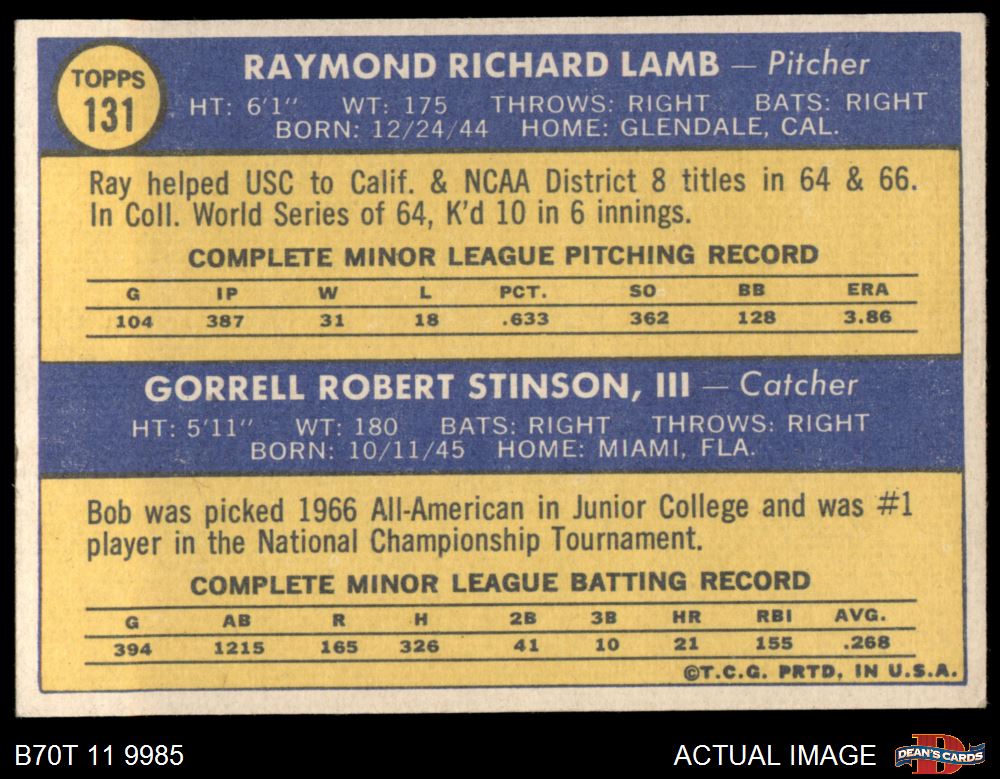 TOPPS
131
RAYMOND RICHARD LAMB — Pitcher
HT: 6'1" WT: 175 THROWS: RIGHT BATS: RIGHT
BORN: 12/24/44 HOME: GLENDALE, CAL.
Ray helped USC to Calif. & NCAA District 8 titles in 64 & 66.
In Coll. World Series of 64, K'd 10 in 6 innings.
COMPLETE MINOR LEAGUE PITCHING RECORD
G IP W L PCT. SO BB ERA
104 387 31 18 .633 362 128 3.86
GORRELL ROBERT STINSON, III — Catcher
HT: 5'11" WT: 180 BATS: RIGHT THROWS: RIGHT
BORN: 10/11/45 HOME: MIAMI, FLA.
Bob was picked 1966 All-American in Junior College and was #1
player in the National Championship Tournament.
COMPLETE MINOR LEAGUE BATTING RECORD
G AB R H 2B 3B HR RBI AVG.
394 1215 165 326 41 10 21 155 .268
©T.C.G. PRTD. IN U.S.A.
B70T 11 9985
ACTUAL IMAGE
D
DEAN'S CARDS